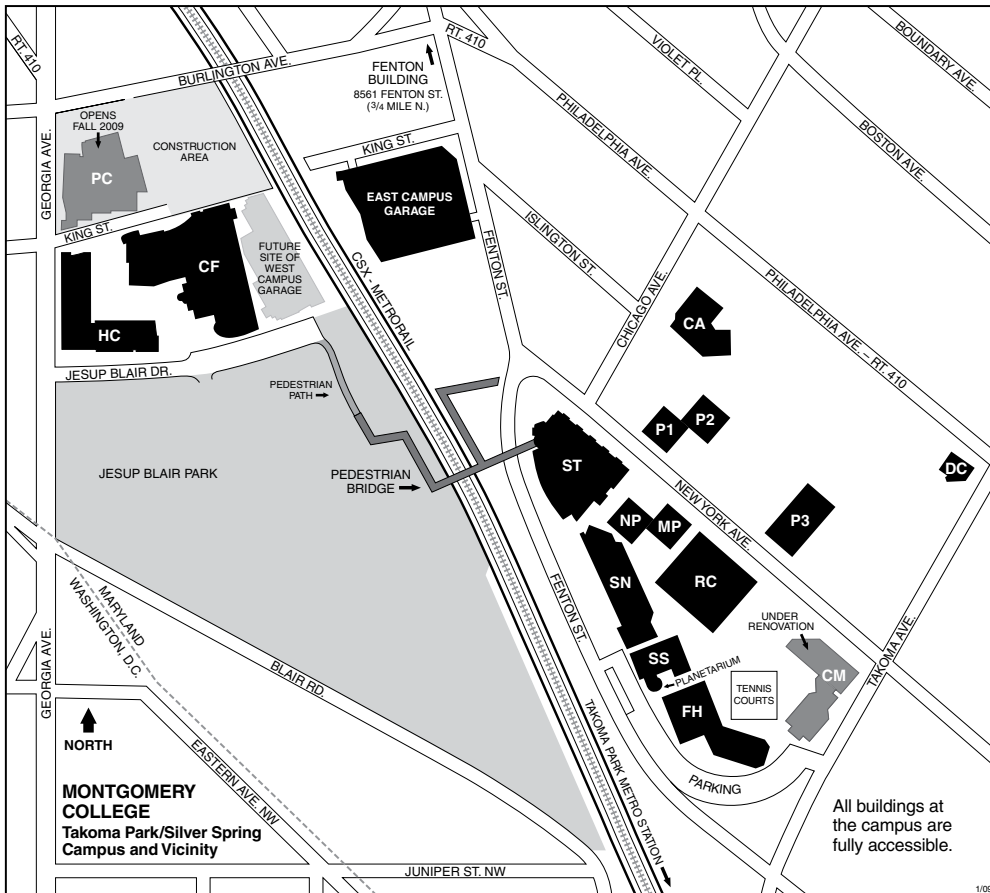 RT. 410
BURLINGTON AVE.
RT. 410
VIOLET PL.
BOUNDARY AVE.
FENTON
BUILDING
8561 FENTON ST.
(3/4 MILE N.)
OPENS
FALL 2009
CONSTRUCTION
AREA
PC
GEORGIA AVE.
KING ST.
PHILADELPHIA AVE.
BOSTON AVE.
EAST CAMPUS
GARAGE
KING ST.
CF
FUTURE
SITE OF
WEST
CAMPUS
GARAGE
CSX - METRORAIL
FENTON ST.
ISLINGTON ST.
CHICAGO AVE.
PHILADELPHIA AVE. – RT. 410
HC
CA
JESUP BLAIR DR.
PEDESTRIAN
PATH
P1
P2
JESUP BLAIR PARK
PEDESTRIAN
BRIDGE
ST
DC
NEW YORK AVE.
NP
MP
P3
SN
RC
FENTON ST.
MARYLAND
WASHINGTON, D.C.
UNDER
RENOVATION
TAKOMA AVE.
SS
PLANETARIUM
CM
TENNIS
COURTS
FH
BLAIR RD.
GEORGIA AVE.
NORTH
EASTERN AVE. NW
TAKOMA PARK METRO STATION
PARKING
MONTGOMERY
COLLEGE
Takoma Park/Silver Spring
Campus and Vicinity
All buildings at
the campus are
fully accessible.
JUNIPER ST. NW
1/09